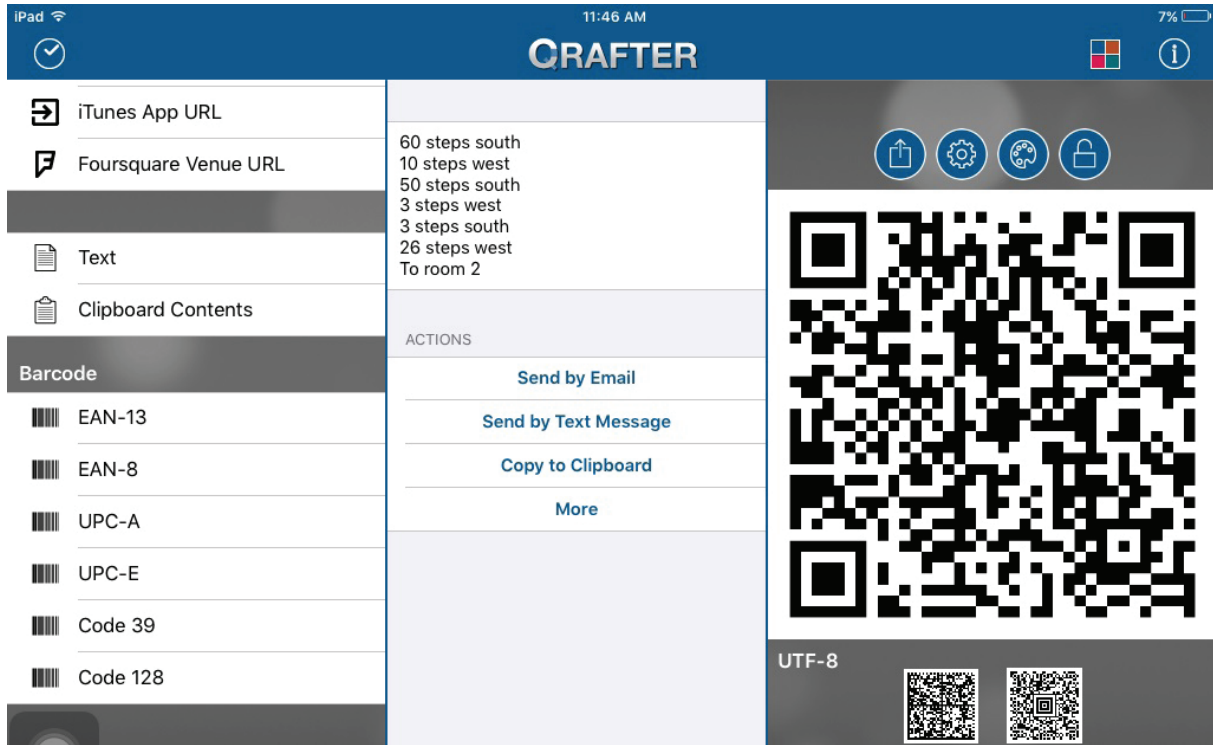 iPad
11:46 AM
7%
QRAFTER
iTunes App URL
Foursquare Venue URL
Text
Clipboard Contents
Barcode
EAN-13
EAN-8
UPC-A
UPC-E
Code 39
Code 128
60 steps south
10 steps west
50 steps south
3 steps west
3 steps south
26 steps west
To room 2
ACTIONS
Send by Email
Send by Text Message
Copy to Clipboard
More
UTF-8